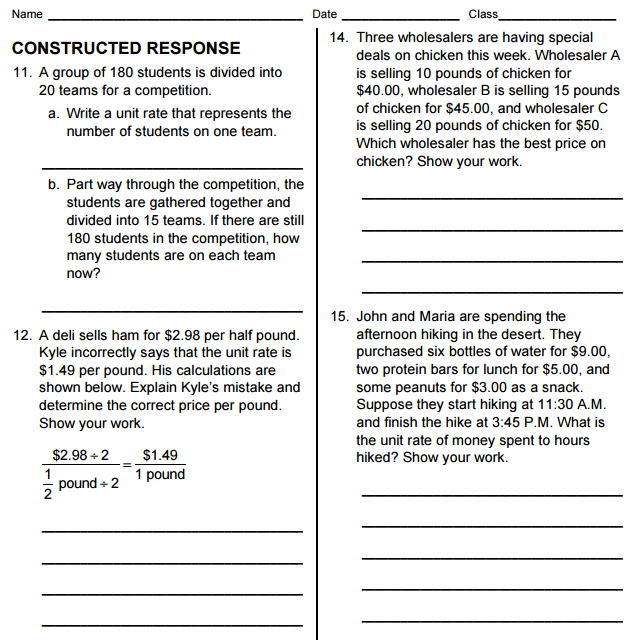 Name Date Class
CONSTRUCTED RESPONSE
11. A group of 180 students is divided into
20 teams for a competition.
a. Write a unit rate that represents the
number of students on one team.
b. Part way through the competition, the
students are gathered together and
divided into 15 teams. If there are still
180 students in the competition, how
many students are on each team
now?
12. A deli sells ham for $2.98 per half pound.
Kyle incorrectly says that the unit rate is
$1.49 per pound. His calculations are
shown below. Explain Kyle's mistake and
determine the correct price per pound.
Show your work.
$2.98 ÷ 2 = $1.49
1/2 pound ÷ 2 1 pound
14. Three wholesalers are having special
deals on chicken this week. Wholesaler A
is selling 10 pounds of chicken for
$40.00, wholesaler B is selling 15 pounds
of chicken for $45.00, and wholesaler C
is selling 20 pounds of chicken for $50.
Which wholesaler has the best price on
chicken? Show your work.
15. John and Maria are spending the
afternoon hiking in the desert. They
purchased six bottles of water for $9.00,
two protein bars for lunch for $5.00, and
some peanuts for $3.00 as a snack.
Suppose they start hiking at 11:30 A.M.
and finish the hike at 3:45 P.M. What is
the unit rate of money spent to hours
hiked? Show your work.